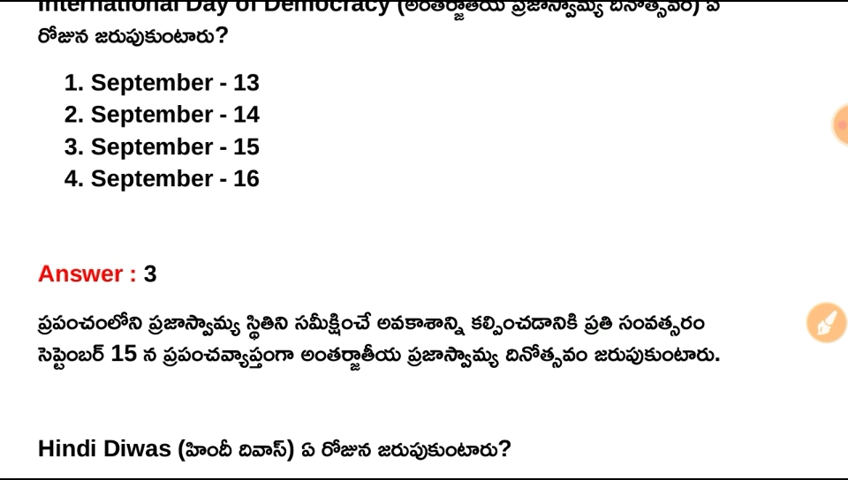 International Day of Democracy (అంతర్జాతీయ ప్రజాస్వామ్య దినోత్సవం) ఏ
రోజున జరుపుకుంటారు?
1. September - 13
2. September - 14
3. September - 15
4. September - 16
Answer : 3
ప్రపంచంలోని ప్రజాస్వామ్య స్థితిని సమీక్షించే అవకాశాన్ని కల్పించడానికి ప్రతి సంవత్సరం
సెప్టెంబర్ 15 న ప్రపంచవ్యాప్తంగా అంతర్జాతీయ ప్రజాస్వామ్య దినోత్సవం జరుపుకుంటారు.
Hindi Diwas (హిందీ దివాస్) ఏ రోజున జరుపుకుంటారు?